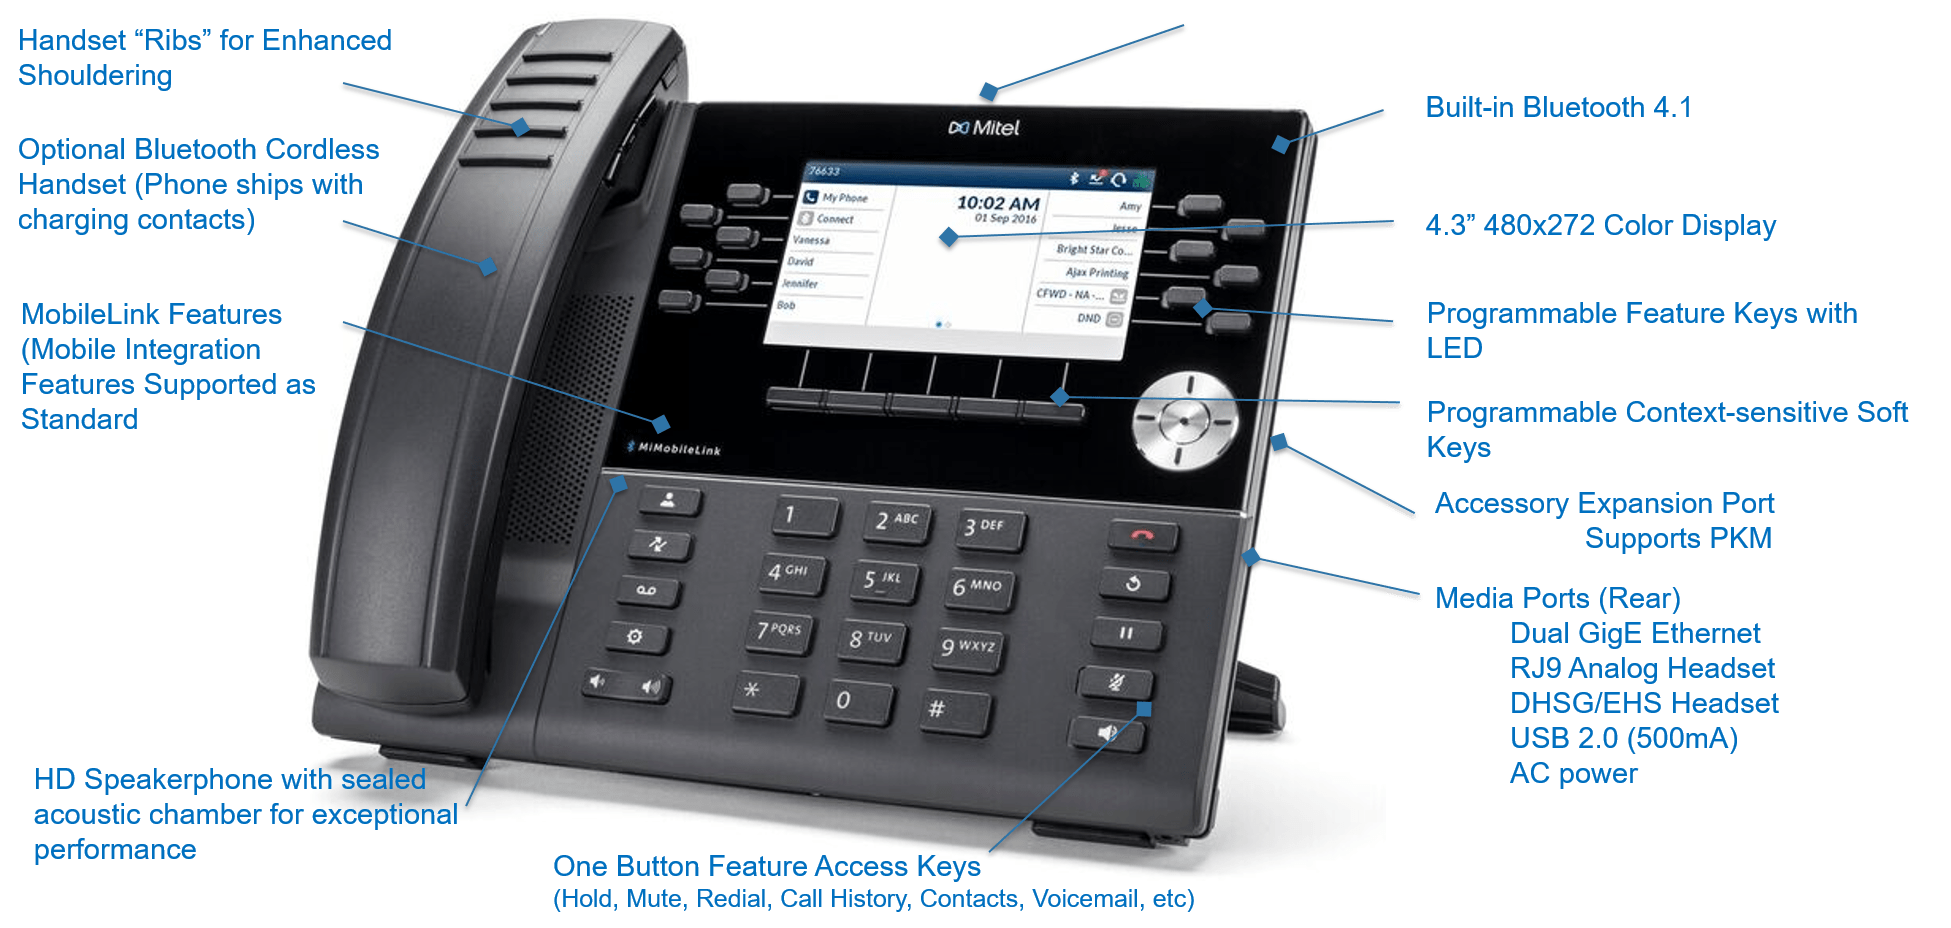 Handset “Ribs” for Enhanced
Shouldering
Optional Bluetooth Cordless
Handset (Phone ships with
charging contacts)
MobileLink Features
(Mobile Integration
Features Supported as
Standard
HD Speakerphone with sealed
acoustic chamber for exceptional
performance
One Button Feature Access Keys
(Hold, Mute, Redial, Call History, Contacts, Voicemail, etc)
Built-in Bluetooth 4.1
4.3” 480x272 Color Display
Programmable Feature Keys with
LED
Programmable Context-sensitive Soft
Keys
Accessory Expansion Port
Supports PKM
Media Ports (Rear)
Dual GigE Ethernet
RJ9 Analog Headset
DHSG/EHS Headset
USB 2.0 (500mA)
AC power
Mitel
76633
My Phone
Connect
Vanessa
David
Jennifer
Bob
10:02 AM
01 Sep 2016
Amy
Jesse
Bright Star Co...
Ajax Printing
CFWD - NA -...
DND
MiMobileLink
1
2 ABC
3 DEF
4 GHI
5 JKL
6 MNO
7 PQRS
8 TUV
9 WXYZ
*
0
#